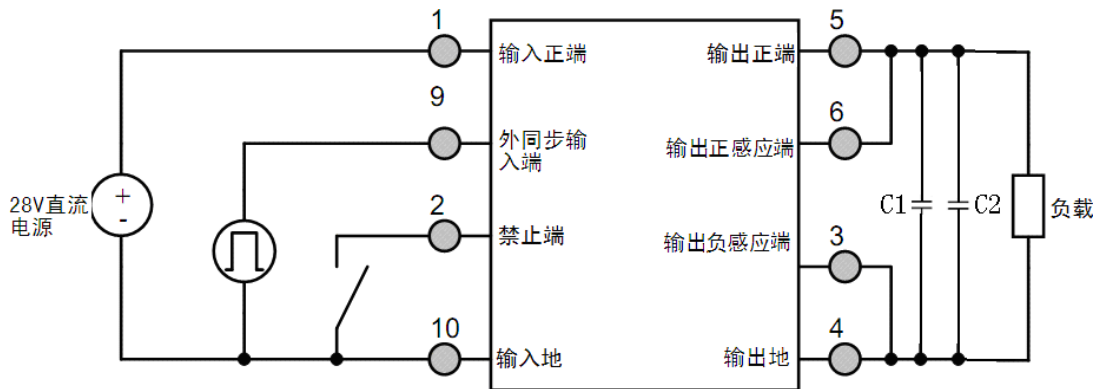 1
输入正端
9
外同步输
入端
2
禁止端
10
输入地
28V直流
电源
+
-
5
输出正端
6
输出正感应端
3
输出负感应端
4
输出地
C1
C2
负载